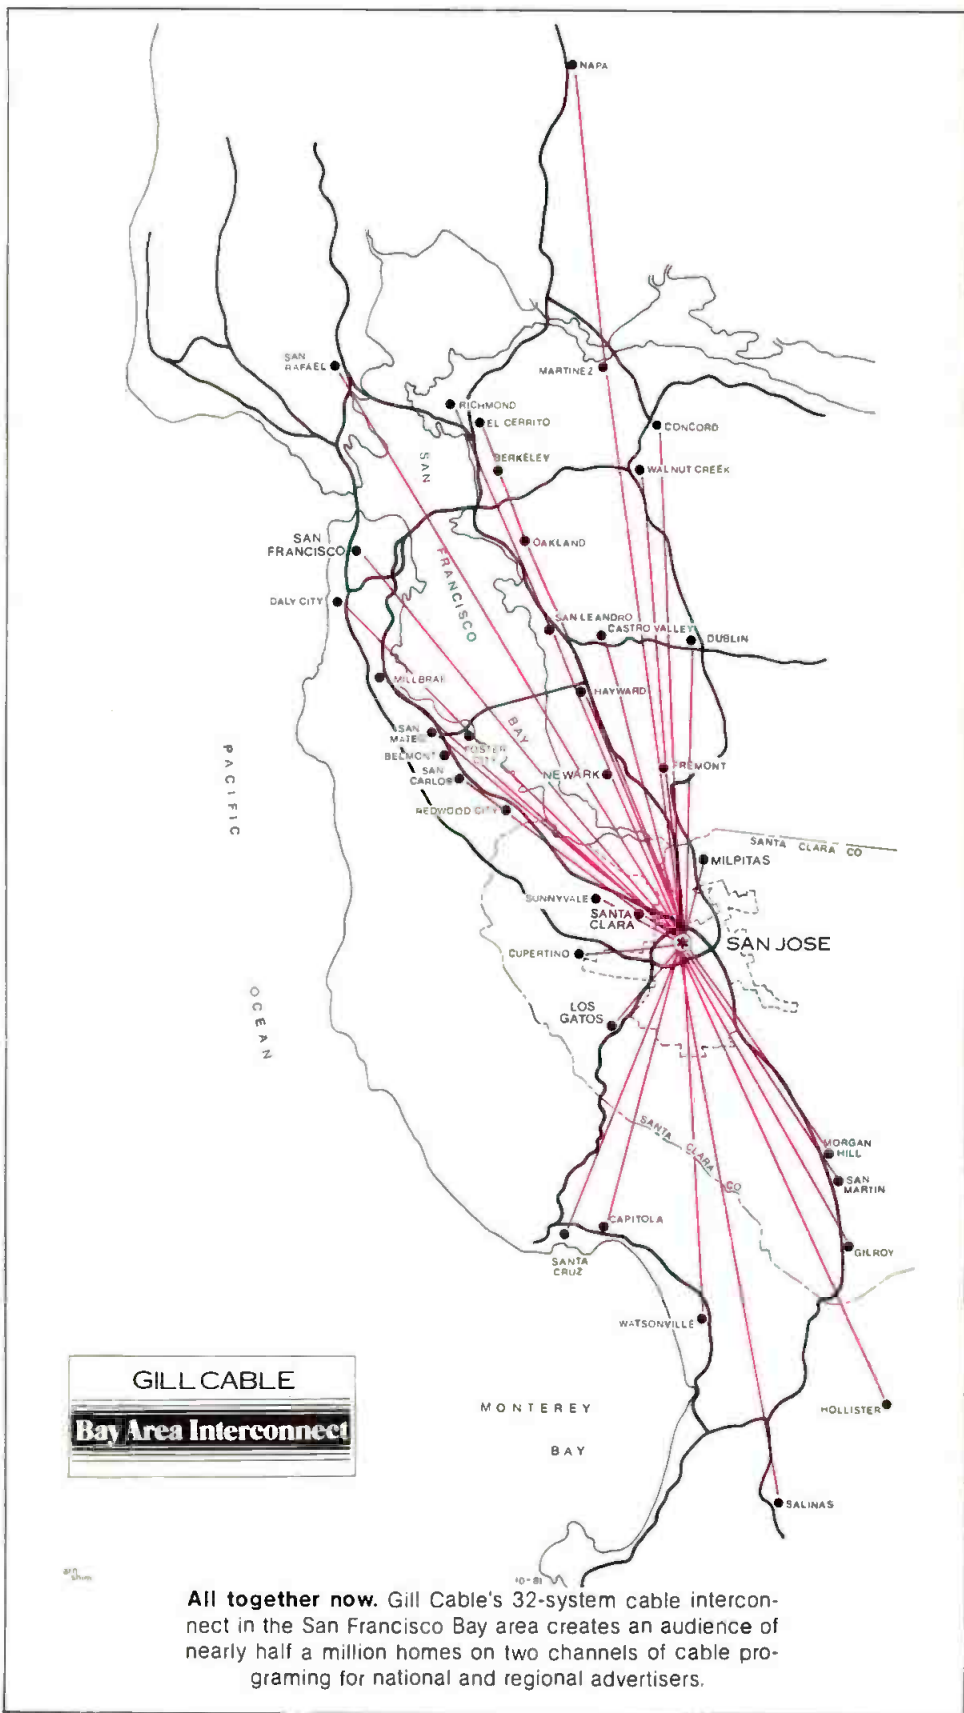 NAPA
SAN
RAFAEL
MARTINEZ
RICHMOND
EL CERRITO
CONCORD
BERKELEY
WALNUT CREEK
SAN
FRANCISCO
BAY
OAKLAND
SAN
FRANCISCO
DALY CITY
SAN LEANDRO
CASTRO VALLEY
DUBLIN
MILLBRAE
HAYWARD
SAN
MATEO
FOSTER
CITY
BELMONT
SAN
CARLOS
NEWARK
FREMONT
REDWOOD CITY
PACIFIC
OCEAN
SANTA CLARA CO
MILPITAS
SUNNYVALE
SANTA
CLARA
SAN JOSE
CUPERTINO
LOS
GATOS
SANTA CLARA CO
MORGAN
HILL
SAN
MARTIN
CAPITOLA
SANTA
CRUZ
GILROY
WATSONVILLE
HOLLISTER
MONTEREY
BAY
SALINAS
GILL CABLE
Bay Area Interconnect
10-81
All together now. Gill Cable's 32-system cable intercon-
nect in the San Francisco Bay area creates an audience of
nearly half a million homes on two channels of cable pro-
graming for national and regional advertisers.